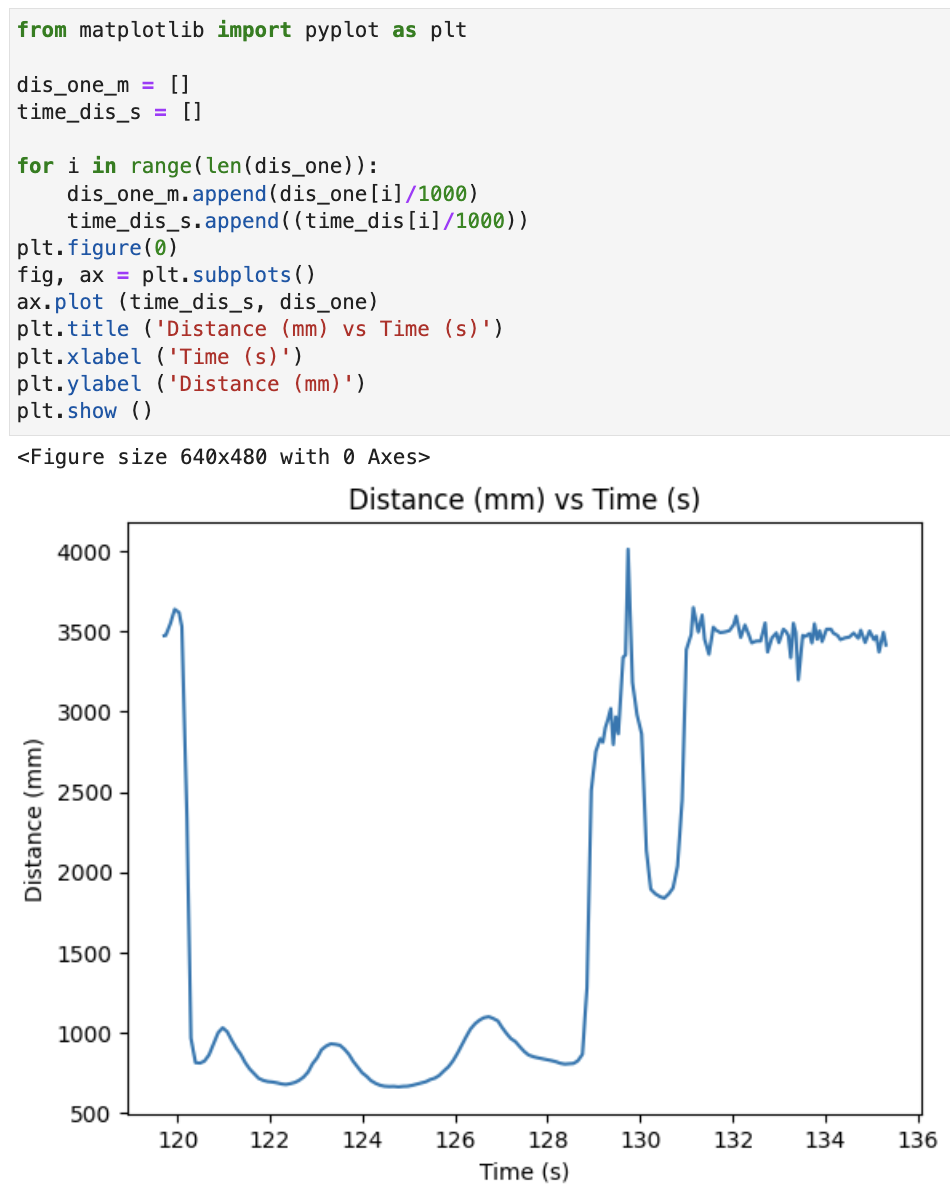 from matplotlib import pyplot as plt
dis_one_m = []
time_dis_s = []
for i in range(len(dis_one)):
    dis_one_m.append(dis_one[i]/1000)
    time_dis_s.append((time_dis[i]/1000))
plt.figure(0)
fig, ax = plt.subplots()
ax.plot (time_dis_s, dis_one)
plt.title ('Distance (mm) vs Time (s)')
plt.xlabel ('Time (s)')
plt.ylabel ('Distance (mm)')
plt.show ()
<Figure size 640x480 with 0 Axes>
Distance (mm) vs Time (s)
4000
3500
3000
2500
2000
1500
1000
500
Distance (mm)
120 122 124 126 128 130 132 134 136
Time (s)